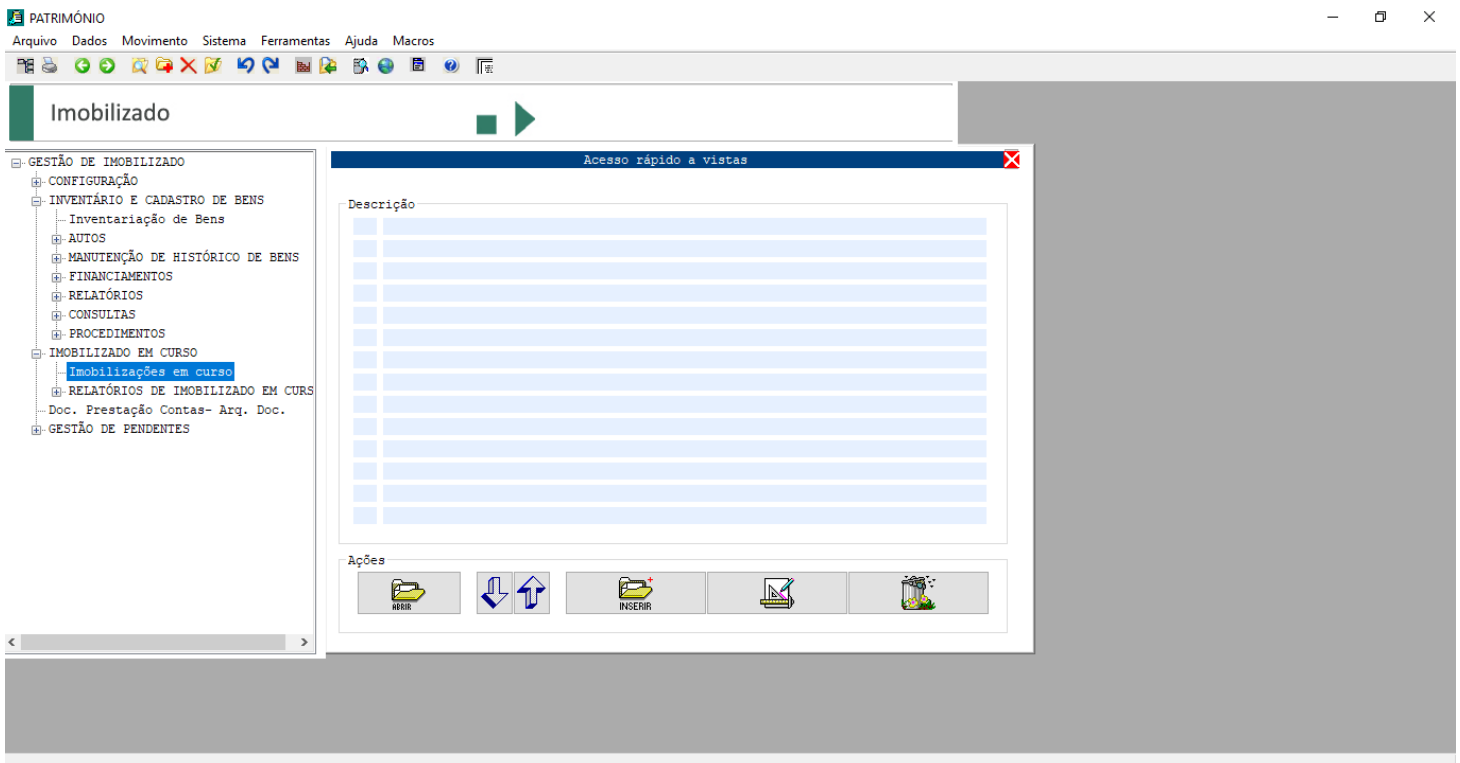 PATRIMÓNIO
Arquivo Dados Movimento Sistema Ferramentas Ajuda Macros
Imobilizado
GESTÃO DE IMOBILIZADO
CONFIGURAÇÃO
INVENTÁRIO E CADASTRO DE BENS
Inventariação de Bens
AUTOS
MANUTENÇÃO DE HISTÓRICO DE BENS
FINANCIAMENTOS
RELATÓRIOS
CONSULTAS
PROCEDIMENTOS
IMOBILIZADO EM CURSO
Imobilizações em curso
RELATÓRIOS DE IMOBILIZADO EM CURS
Doc. Prestação Contas- Arq. Doc.
GESTÃO DE PENDENTES
Acesso rápido a vistas
Descrição
Ações
ABRIR
INSERIR